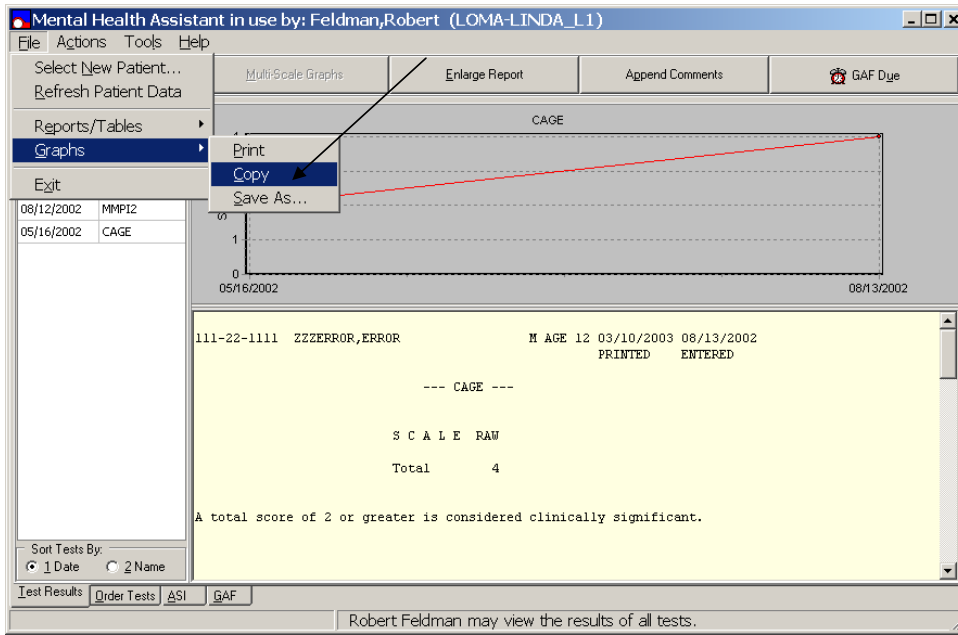 Mental Health Assistant in use by: Feldman,Robert (LOMA-LINDA_L1)
File Actions Tools Help
Select New Patient...
Refresh Patient Data
Reports/Tables
Graphs
Exit
Print
Copy
Save As...
Multi-Scale Graphs Enlarge Report Append Comments GAF Due
CAGE
1
0
05/16/2002 08/13/2002
08/12/2002 MMPI2
05/16/2002 CAGE
111-22-1111 ZZZERROR,ERROR M AGE 12 03/10/2003 08/13/2002
PRINTED ENTERED
--- CAGE ---
S C A L E RAW
Total 4
A total score of 2 or greater is considered clinically significant.
Sort Tests By:
1 Date 2 Name
Test Results Order Tests ASI GAF
Robert Feldman may view the results of all tests.